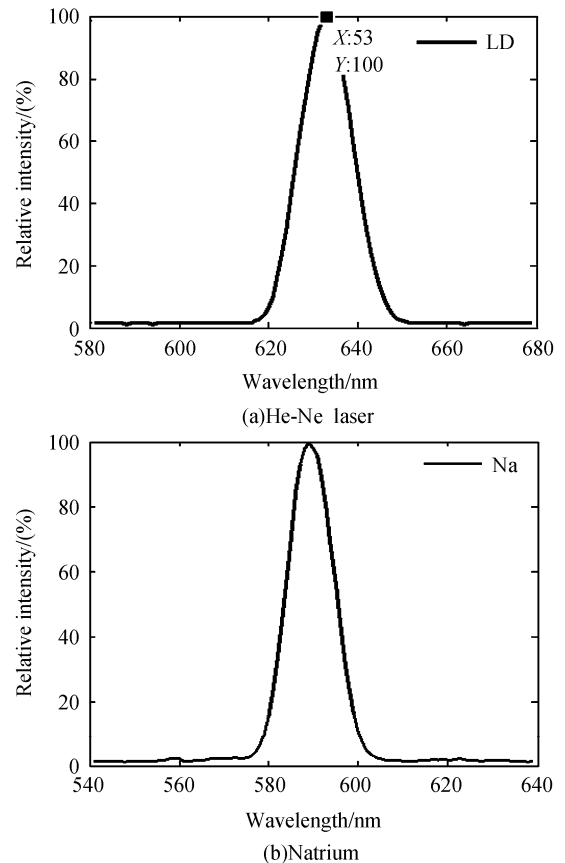 100
80
60
40
20
0
Relative intensity/(%)
X:53
Y:100
LD
580 600 620 640 660 680
Wavelength/nm
(a)He-Ne laser
100
80
60
40
20
0
Relative intensity/(%)
Na
540 560 580 600 620 640
Wavelength/nm
(b)Natrium